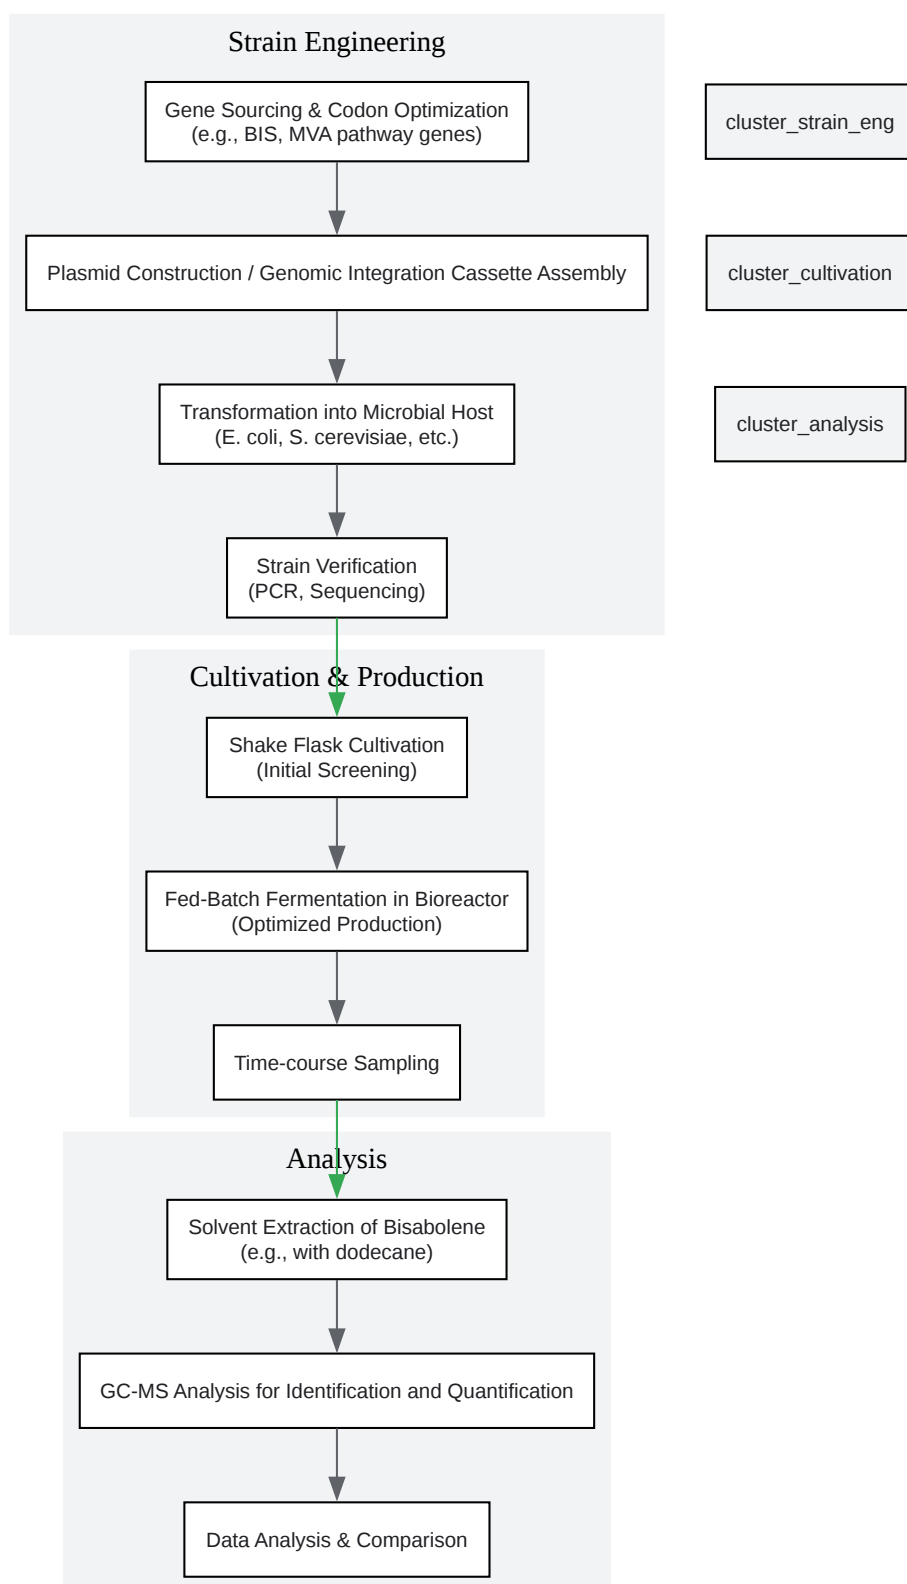 Strain Engineering
Gene Sourcing & Codon Optimization
(e.g., BIS, MVA pathway genes)
cluster_strain_eng
Plasmid Construction / Genomic Integration Cassette Assembly
cluster_cultivation
Transformation into Microbial Host
(E. coli, S. cerevisiae, etc.)
cluster_analysis
Strain Verification
(PCR, Sequencing)
Cultivation & Production
Shake Flask Cultivation
(Initial Screening)
Fed-Batch Fermentation in Bioreactor
(Optimized Production)
Time-course Sampling
Analysis
Solvent Extraction of Bisabolene
(e.g., with dodecane)
GC-MS Analysis for Identification and Quantification
Data Analysis & Comparison